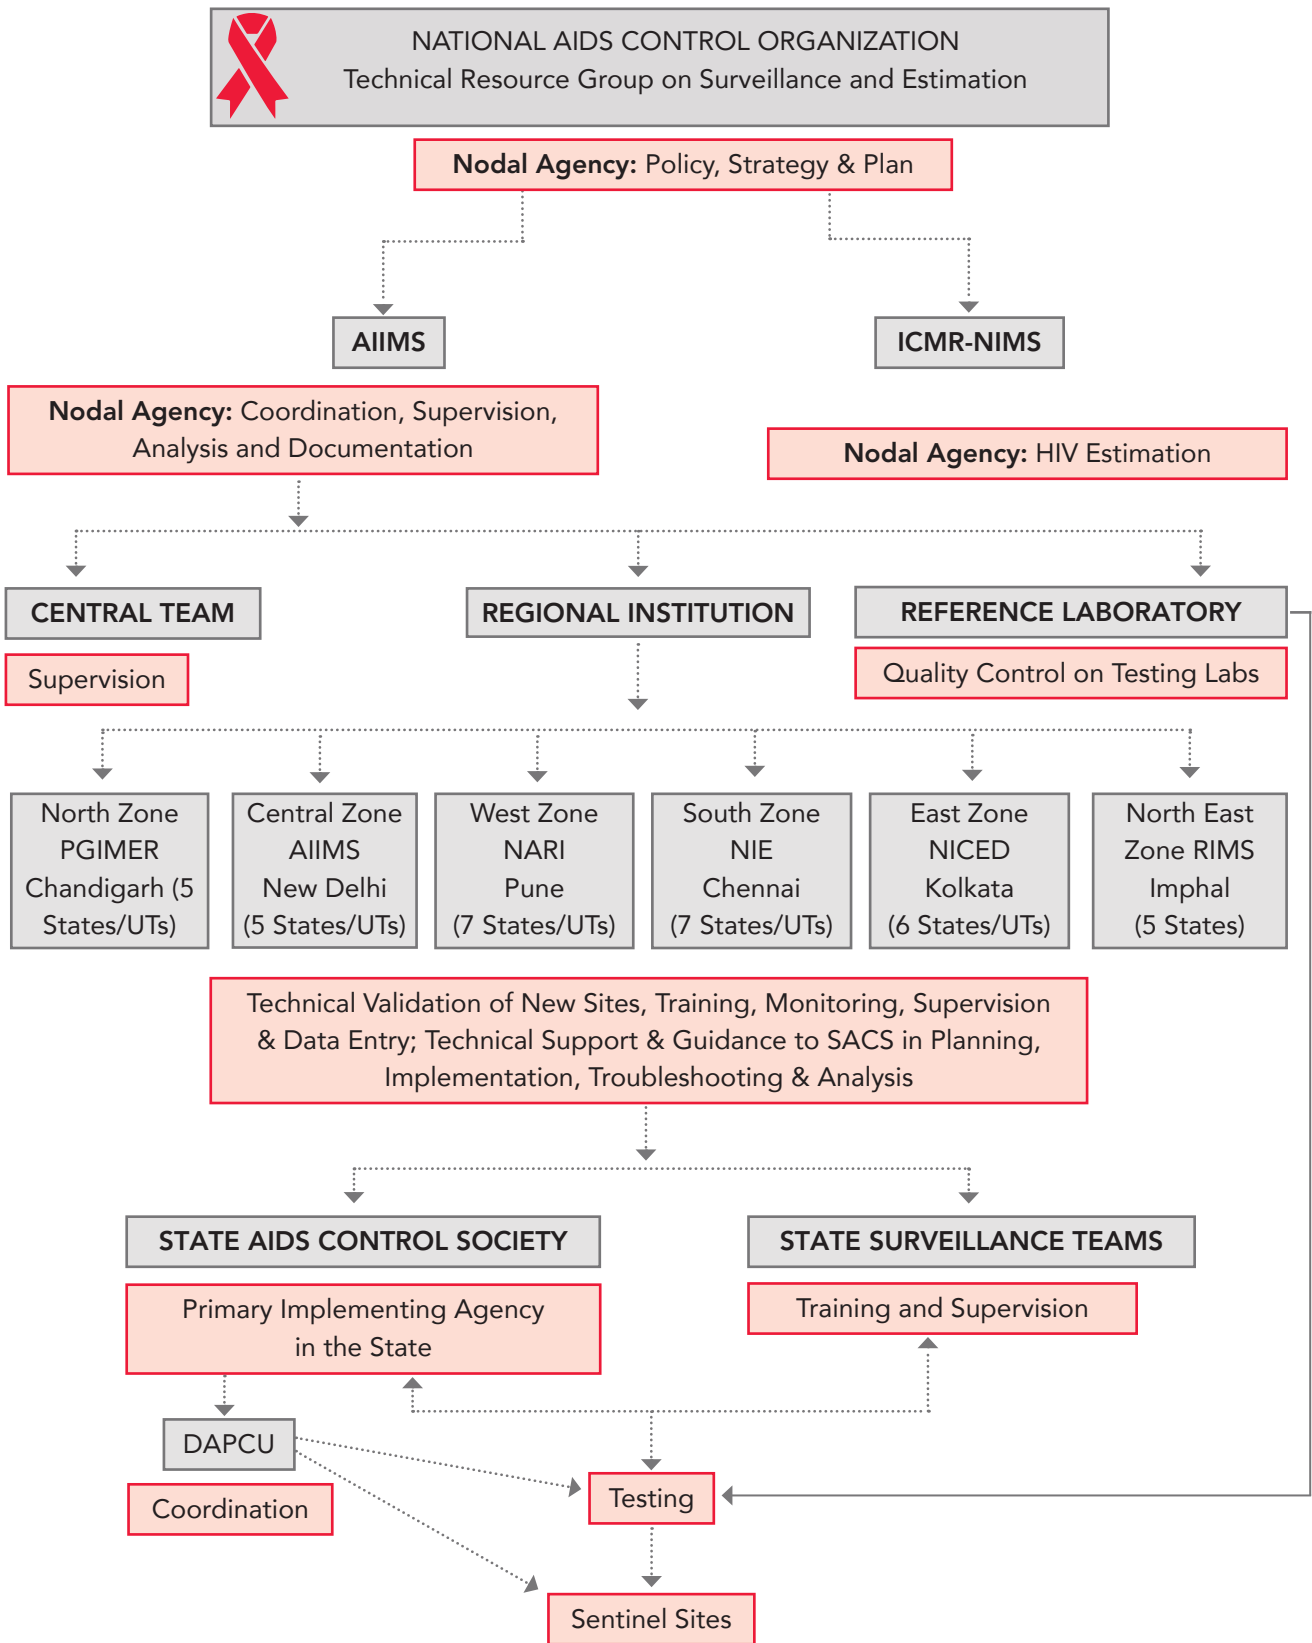 NATIONAL AIDS CONTROL ORGANIZATION
Technical Resource Group on Surveillance and Estimation
Nodal Agency: Policy, Strategy & Plan
AIIMS
ICMR-NIMS
Nodal Agency: Coordination, Supervision,
Analysis and Documentation
Nodal Agency: HIV Estimation
CENTRAL TEAM
REGIONAL INSTITUTION
REFERENCE LABORATORY
Supervision
Quality Control on Testing Labs
North Zone
PGIMER
Chandigarh (5
States/UTs)
Central Zone
AIIMS
New Delhi
(5 States/UTs)
West Zone
NARI
Pune
(7 States/UTs)
South Zone
NIE
Chennai
(7 States/UTs)
East Zone
NICED
Kolkata
(6 States/UTs)
North East
Zone RIMS
Imphal
(5 States)
Technical Validation of New Sites, Training, Monitoring, Supervision
& Data Entry; Technical Support & Guidance to SACS in Planning,
Implementation, Troubleshooting & Analysis
STATE AIDS CONTROL SOCIETY
STATE SURVEILLANCE TEAMS
Primary Implementing Agency
in the State
Training and Supervision
DAPCU
Coordination
Testing
Sentinel Sites